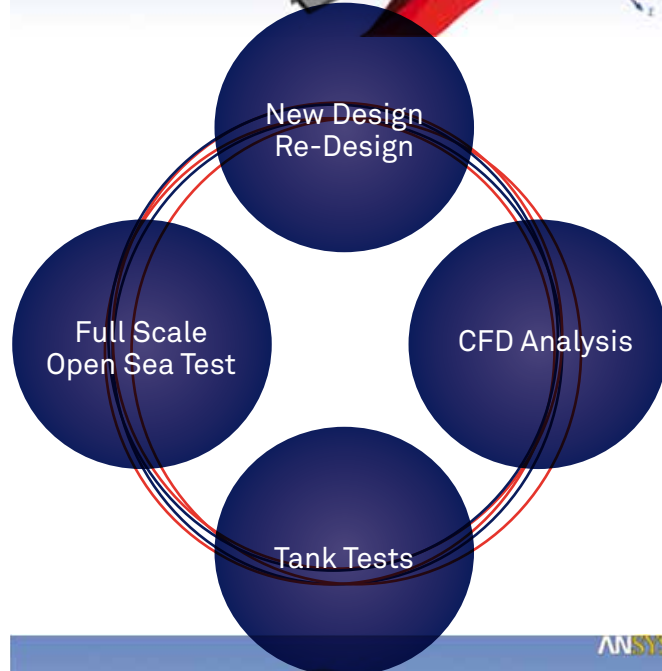 New Design
Re-Design
Full Scale
Open Sea Test
CFD Analysis
Tank Tests